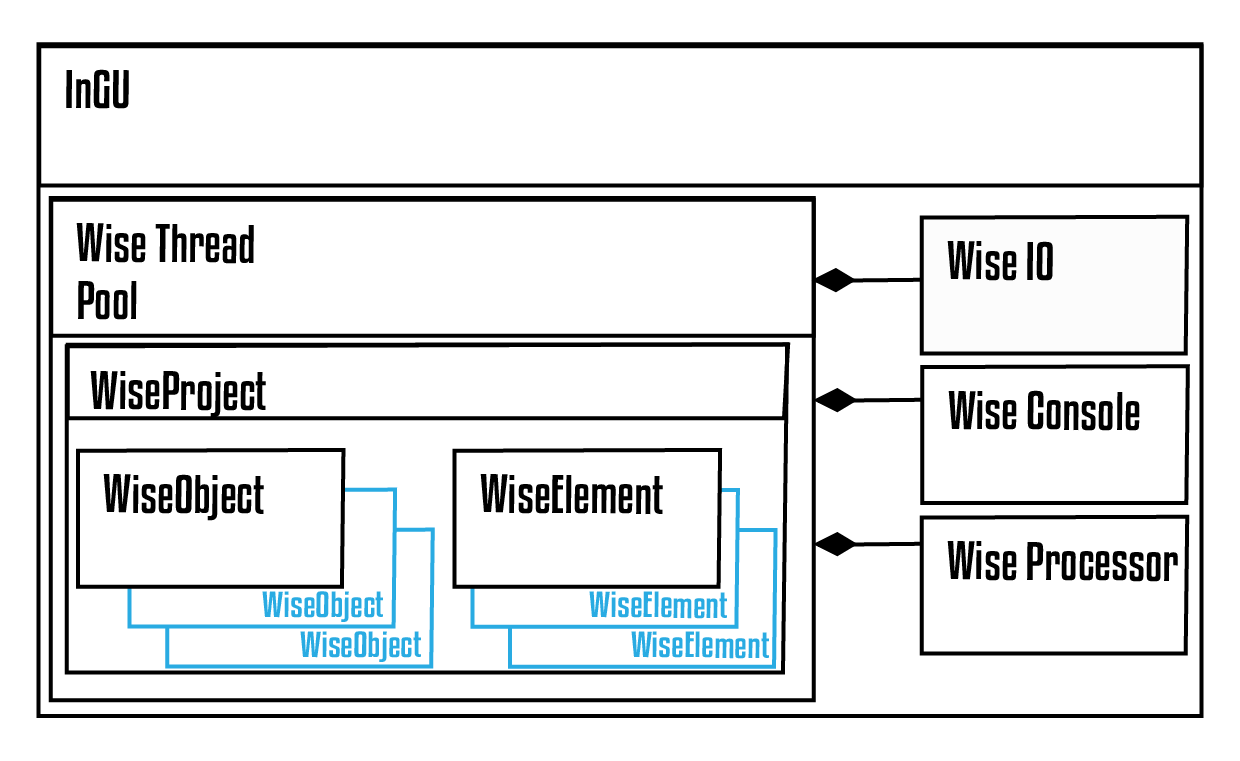 InGU
Wise Thread
Pool
Wise IO
WiseProject
Wise Console
WiseObject
WiseElement
Wise Processor
WiseObject
WiseElement
WiseObject
WiseElement